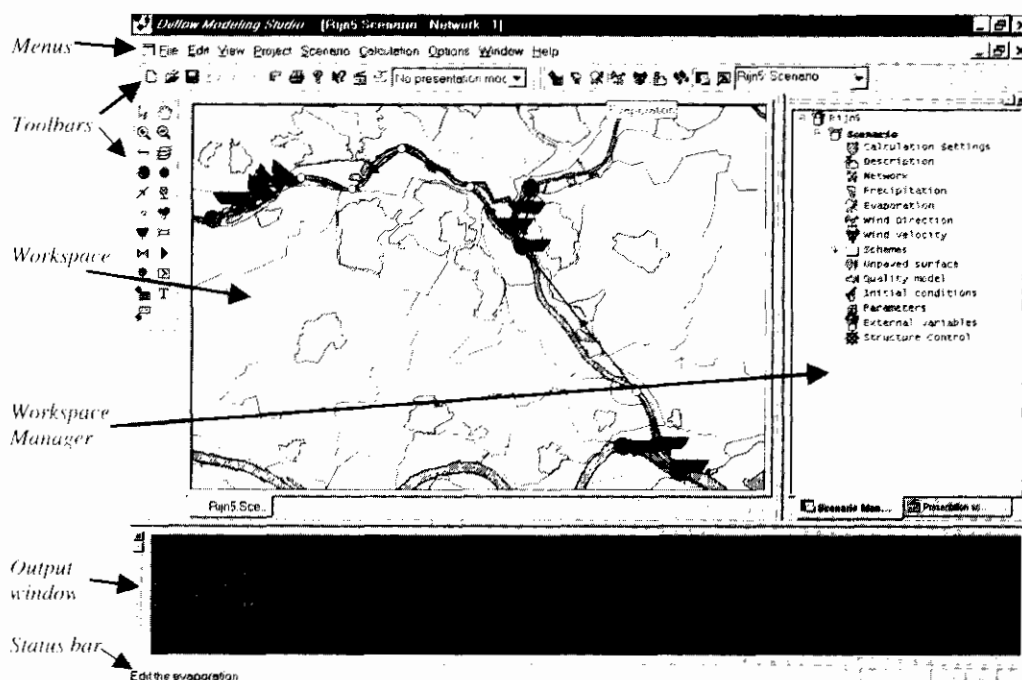 Duflow Modeling Studio [Rijn5 Scenario Network 1]
Menus
File Edit View Project Scenario Calculation Options Window Help
No presentation moc
Rijn5: Scenario
Toolbars
T
Workspace
Workspace
Manager
Rijn5
Scenario
Calculation Settings
Description
Network
Precipitation
Evaporation
Wind Direction
Wind Velocity
Schemes
Unpaved surface
Quality model
Initial conditions
Parameters
External variables
Structure Control
Rijn5.Sce..
Scenario Man...
Presentation sc...
Output
window
Status bar
Edit the evaporation